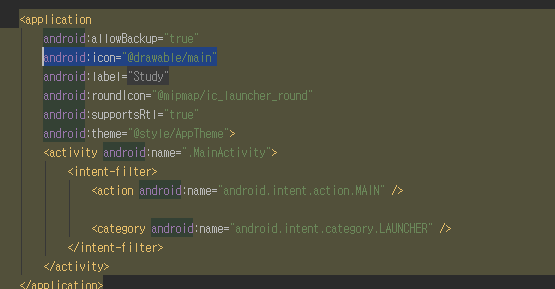 <application
android:allowBackup="true"
android:icon="@drawable/main"
android:label="Study"
android:roundIcon="@mipmap/ic_launcher_round"
android:supportsRtl="true"
android:theme="@style/AppTheme">
<activity android:name=".MainActivity">
<intent-filter>
<action android:name="android.intent.action.MAIN" />
<category android:name="android.intent.category.LAUNCHER" />
</intent-filter>
</activity>
</application>